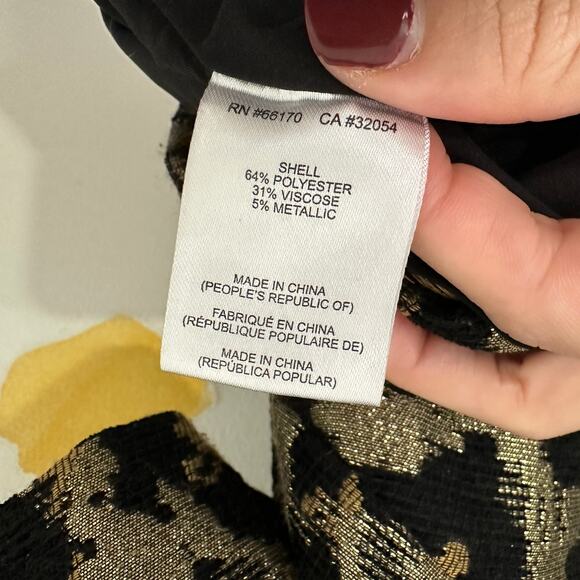 RN #66170 CA #32054
SHELL
64% POLYESTER
31% VISCOSE
5% METALLIC
MADE IN CHINA
(PEOPLE'S REPUBLIC OF)
FABRIQUÉ EN CHINA
(RÉPUBLIQUE POPULAIRE DE)
MADE IN CHINA
(REPÚBLICA POPULAR)